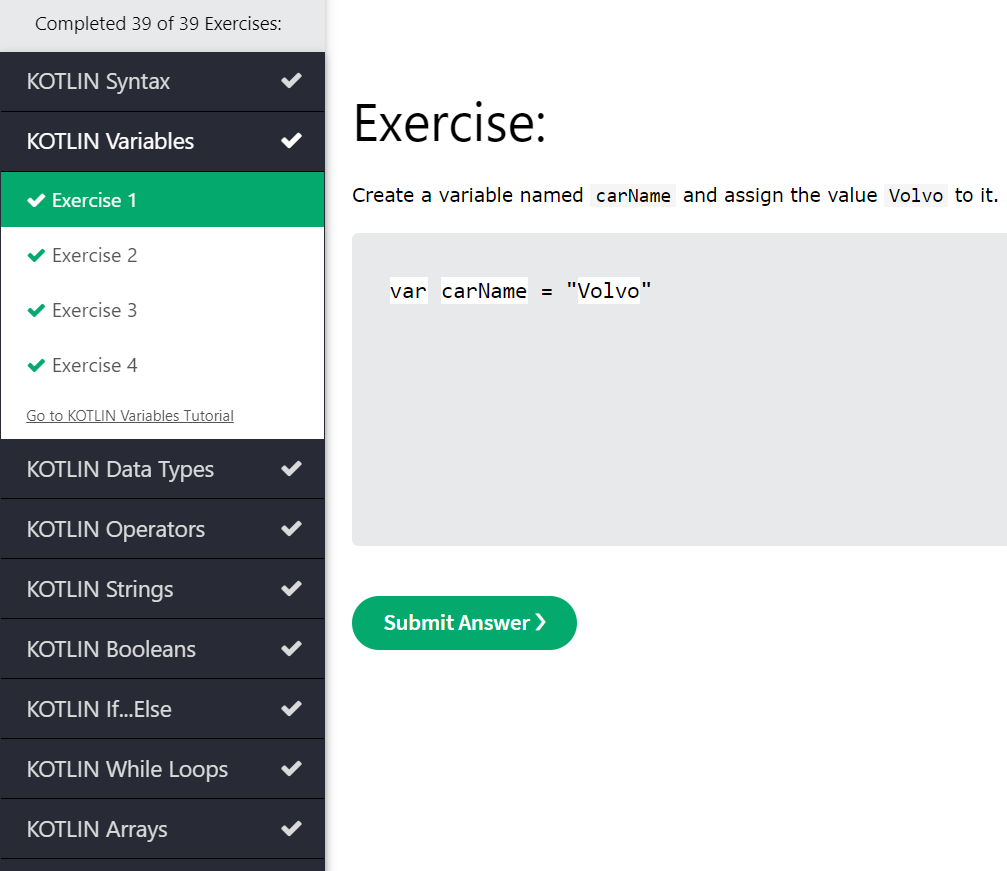 Completed 39 of 39 Exercises:
KOTLIN Syntax
KOTLIN Variables
Exercise 1
Exercise 2
Exercise 3
Exercise 4
Go to KOTLIN Variables Tutorial
KOTLIN Data Types
KOTLIN Operators
KOTLIN Strings
KOTLIN Booleans
KOTLIN If...Else
KOTLIN While Loops
KOTLIN Arrays
Exercise:
Create a variable named carName and assign the value Volvo to it.
var carName = "Volvo"
Submit Answer ❯